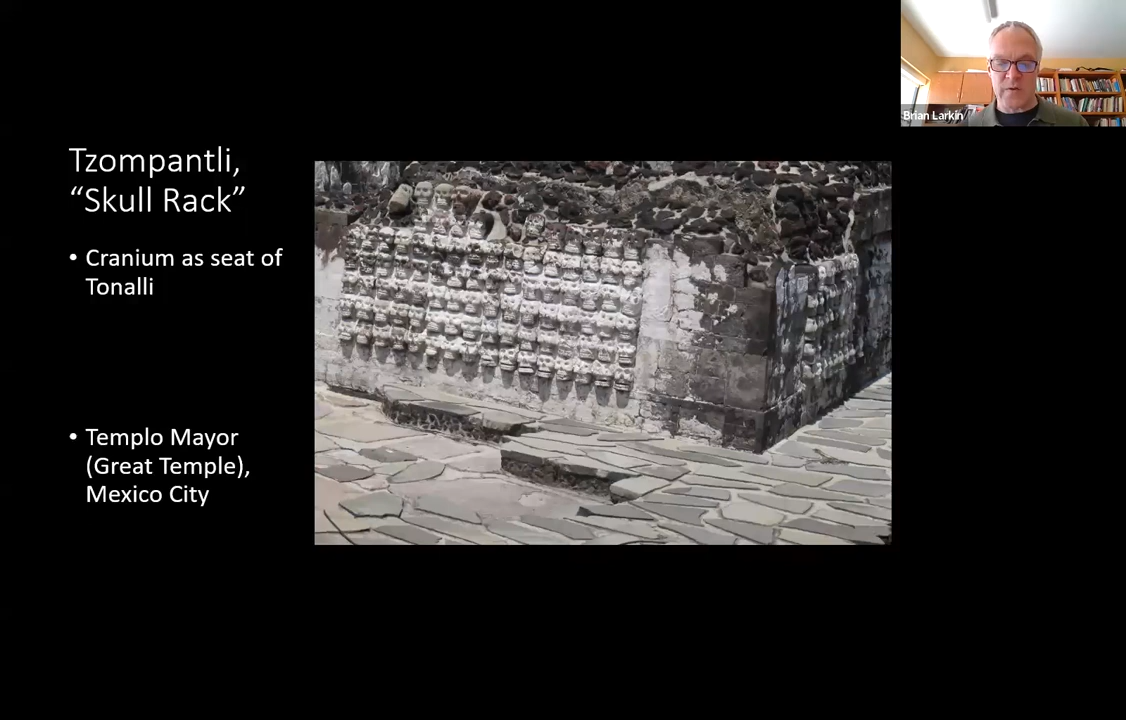 Tzompantli,
“Skull Rack”
• Cranium as seat of
Tonalli
• Templo Mayor
(Great Temple),
Mexico City
Brian Larkin